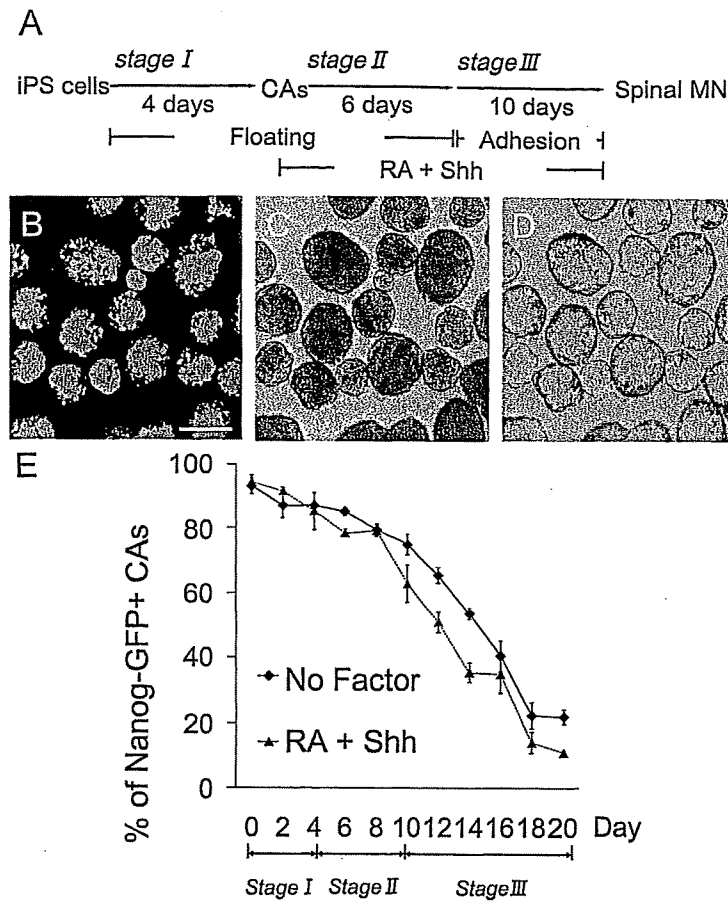 A
stage I stage II stage III
iPS cells CAs Spinal MN
4 days 6 days 10 days
Floating Adhesion
RA + Shh
B C D
E
% of Nanog-GFP+ CAs
100
80
60
40
20
0
No Factor
RA + Shh
0 2 4 6 8 10 12 14 16 18 20 Day
Stage I Stage II Stage III